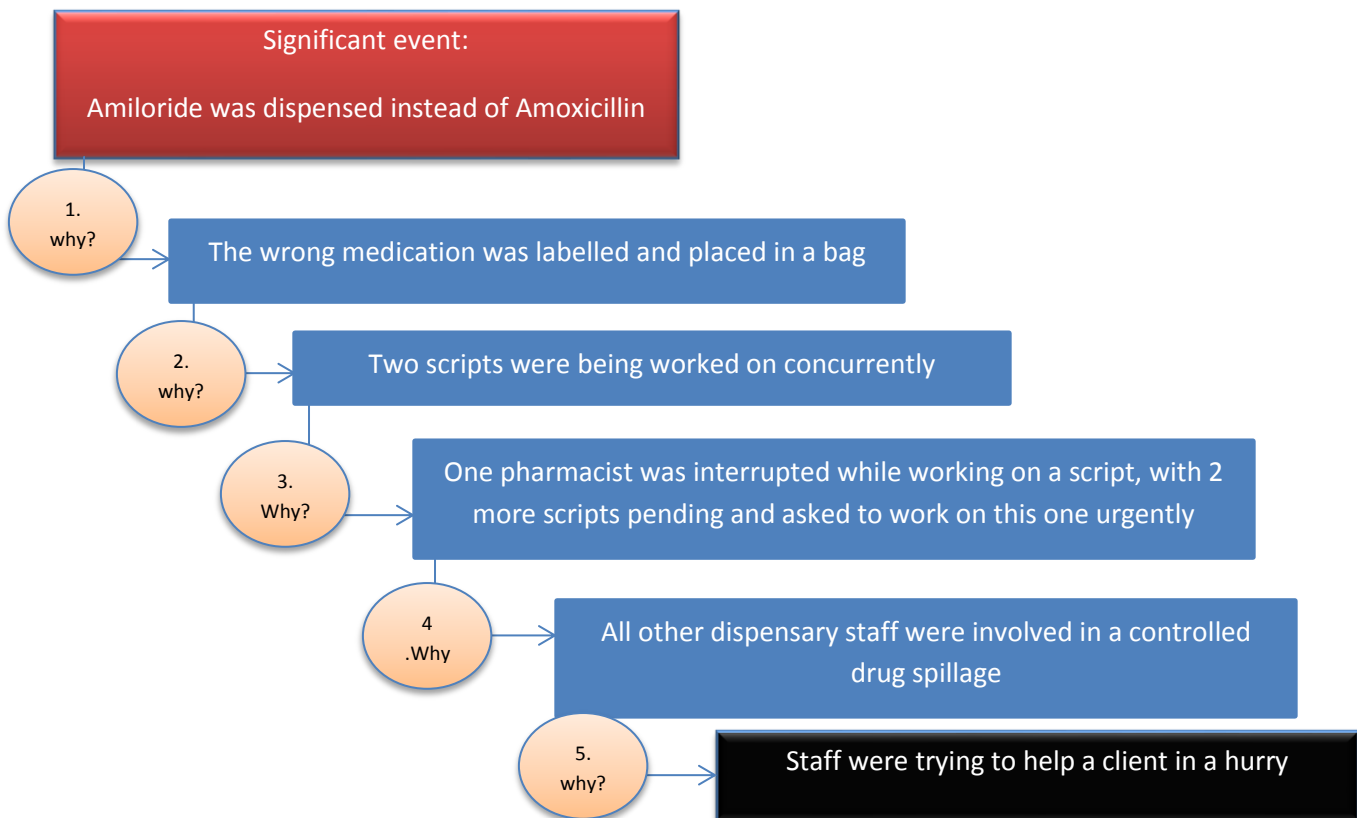 Significant event:
Amiloride was dispensed instead of Amoxicillin
1.
why?
The wrong medication was labelled and placed in a bag
2.
why?
Two scripts were being worked on concurrently
3.
Why?
One pharmacist was interrupted while working on a script, with 2
more scripts pending and asked to work on this one urgently
4
.Why
All other dispensary staff were involved in a controlled
drug spillage
5.
why?
Staff were trying to help a client in a hurry